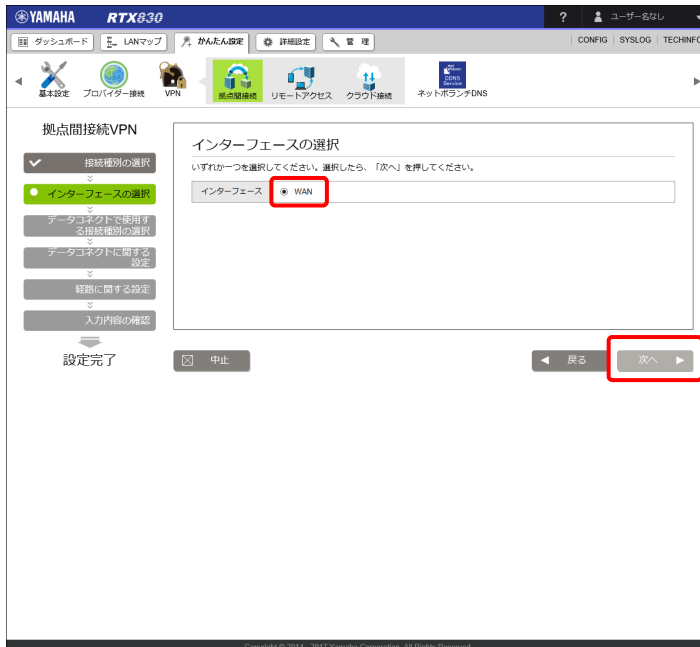 YAMAHA RTX830 ? ユーザー名なし
ダッシュボード LANマップ かんたん設定 詳細設定 管理 CONFIG SYSLOG TECHINFO
基本設定 プロバイダー接続 VPN 拠点間接続 リモートアクセス クラウド接続 ネットボランチDNS
拠点間接続VPN
接続種別の選択
インターフェースの選択
データコネクトで使用す
る接続種別の選択
データコネクトに関する
設定
経路に関する設定
入力内容の確認
設定完了
インターフェースの選択
いずれか一つを選択してください。選択したら、「次へ」を押してください。
インターフェース WAN
中止 戻る 次へ
Copyright © 2014 - 2017 Yamaha Corporation. All Rights Reserved.